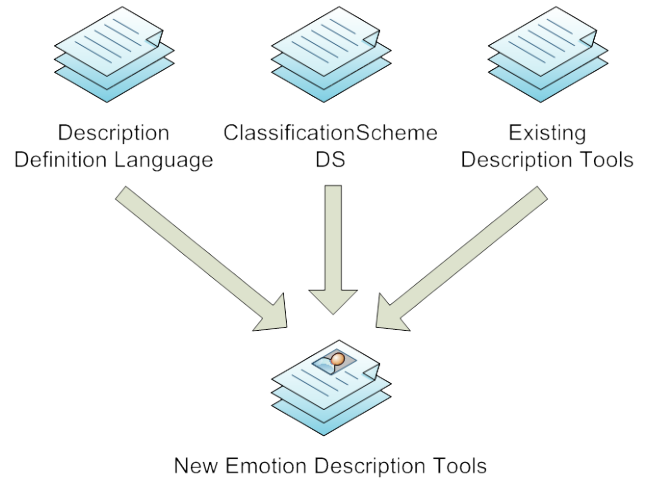 Description
Definition Language
ClassificationScheme
DS
Existing
Description Tools
New Emotion Description Tools